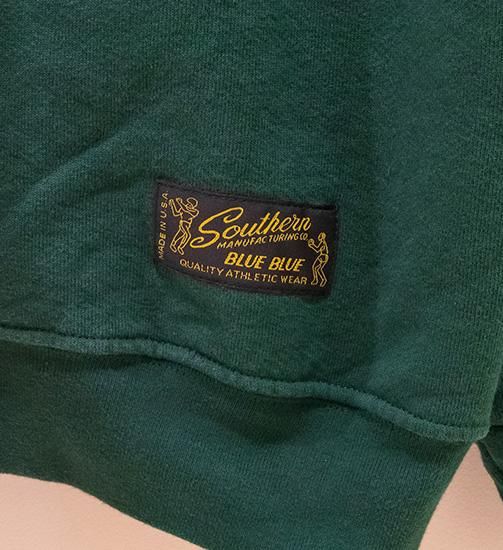 MADE IN U.S.A.
Southern
MANUFACTURING CO.
BLUE BLUE
QUALITY ATHLETIC WEAR